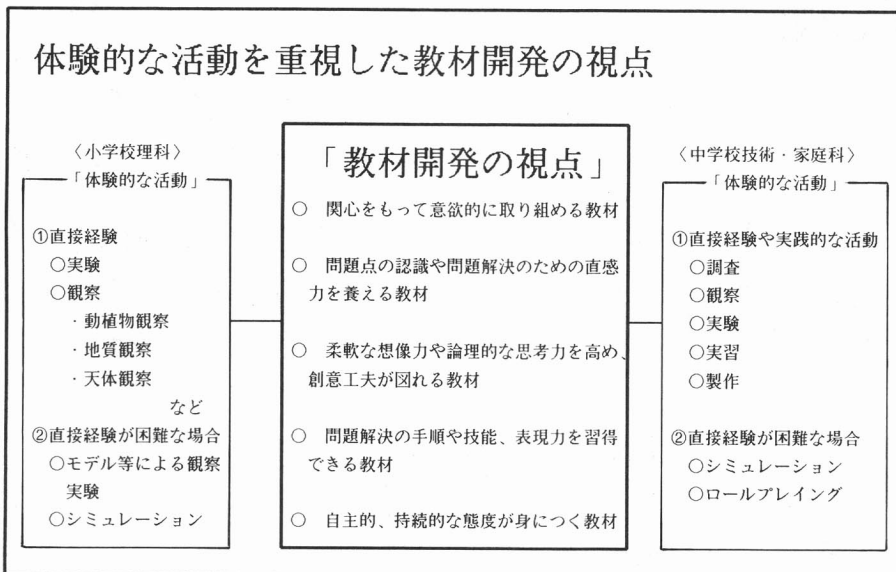 体験的な活動を重視した教材開発の視点
〈小学校理科〉
「体験的な活動」
①直接経験
○実験
○観察
・動植物観察
・地質観察
・天体観察
など
②直接経験が困難な場合
○モデル等による観察
実験
○シミュレーション
「教材開発の視点」
○ 関心をもって意欲的に取り組める教材
○ 問題点の認識や問題解決のための直感
力を養える教材
○ 柔軟な想像力や論理的な思考力を高め、
創意工夫が図れる教材
○ 問題解決の手順や技能、表現力を習得
できる教材
○ 自主的、持続的な態度が身につく教材
〈中学校技術・家庭科〉
「体験的な活動」
①直接経験や実践的な活動
○調査
○観察
○実験
○実習
○製作
②直接経験が困難な場合
○シミュレーション
○ロールプレイング